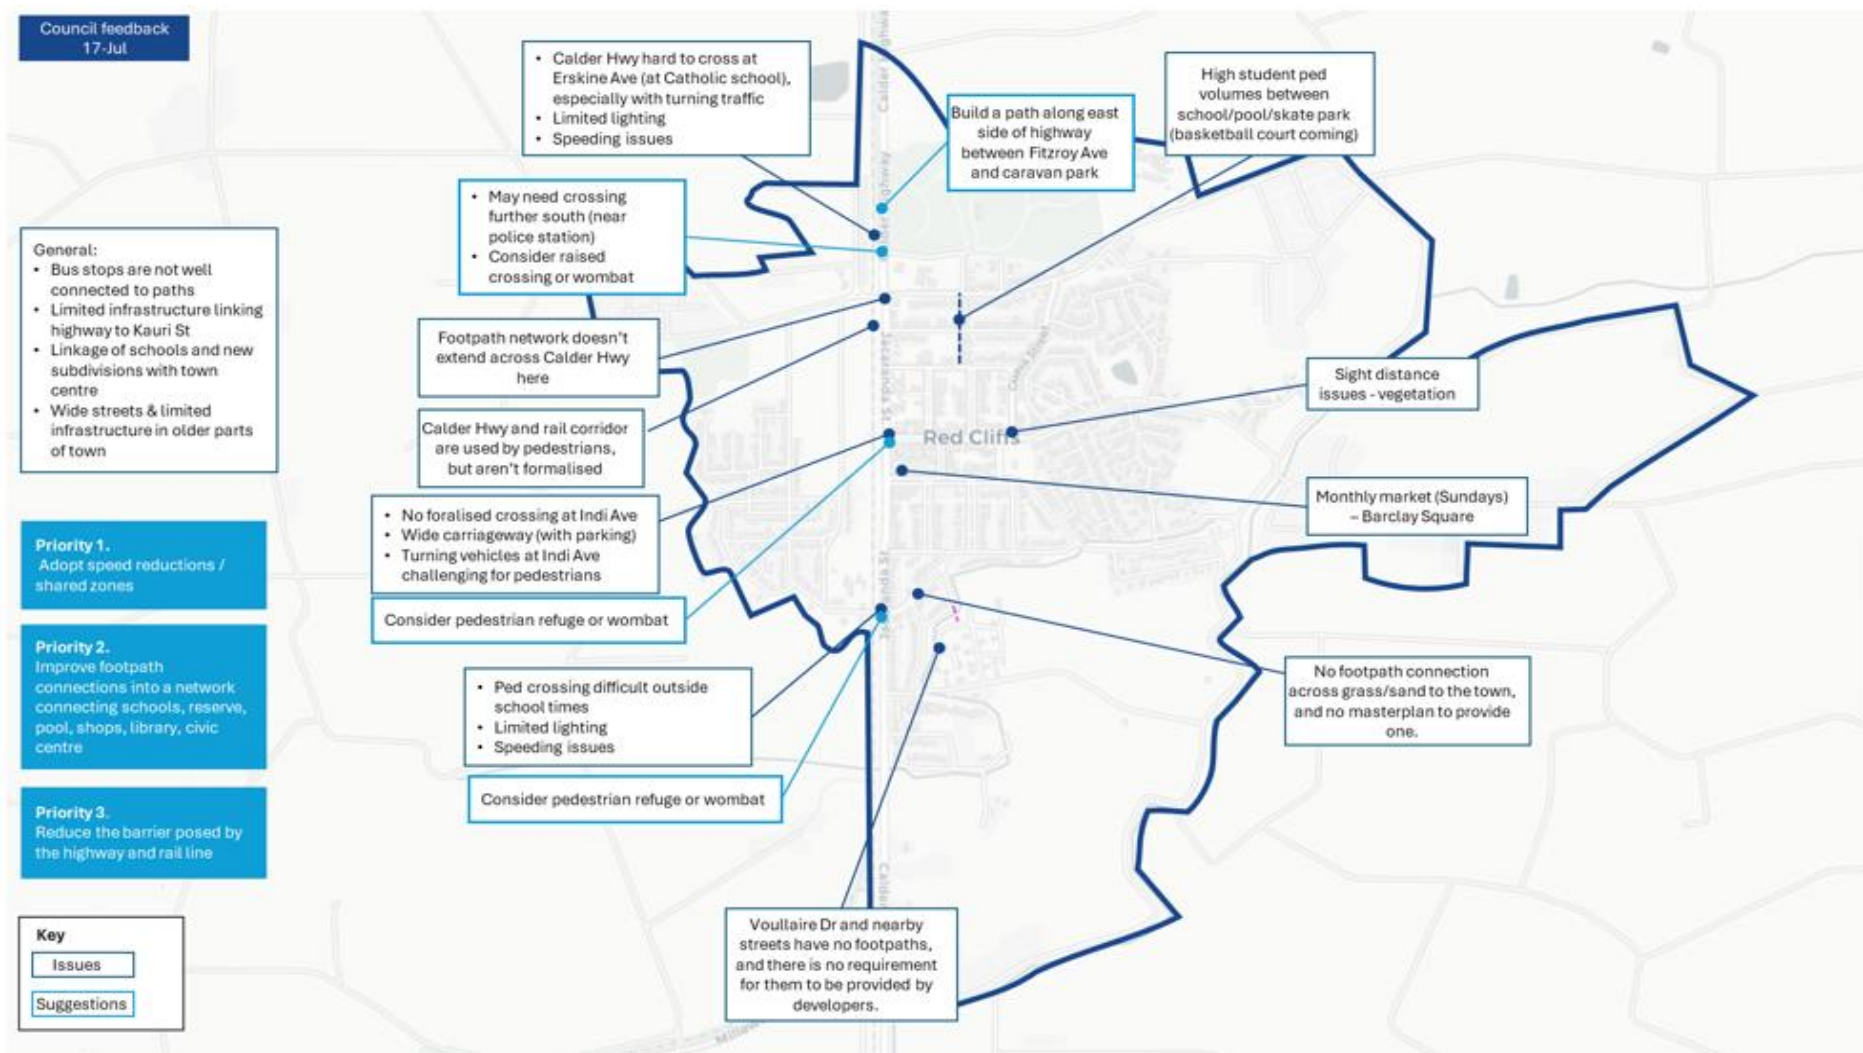 Council feedback
17-Jul
• Calder Hwy hard to cross at
Erskine Ave (at Catholic school),
especially with turning traffic
• Limited lighting
• Speeding issues
Build a path along east
side of highway
between Fitzroy Ave
and caravan park
High student ped
volumes between
school/pool/skate park
(basketball court coming)
• May need crossing
further south (near
police station)
• Consider raised
crossing or wombat
General:
• Bus stops are not well
connected to paths
• Limited infrastructure linking
highway to Kauri St
• Linkage of schools and new
subdivisions with town
centre
• Wide streets & limited
infrastructure in older parts
of town
Footpath network doesn't
extend across Calder Hwy
here
Calder Hwy and rail corridor
are used by pedestrians,
but aren't formalised
Sight distance
issues - vegetation
Red Cliffs
Monthly market (Sundays)
– Barclay Square
• No foralised crossing at Indi Ave
• Wide carriageway (with parking)
• Turning vehicles at Indi Ave
challenging for pedestrians
Consider pedestrian refuge or wombat
Priority 1.
Adopt speed reductions /
shared zones
Priority 2.
Improve footpath
connections into a network
connecting schools, reserve,
pool, shops, library, civic
centre
Priority 3.
Reduce the barrier posed by
the highway and rail line
• Ped crossing difficult outside
school times
• Limited lighting
• Speeding issues
Consider pedestrian refuge or wombat
No footpath connection
across grass/sand to the town,
and no masterplan to provide
one.
Voullaire Dr and nearby
streets have no footpaths,
and there is no requirement
for them to be provided by
developers.
Key
Issues
Suggestions
Calder Highway